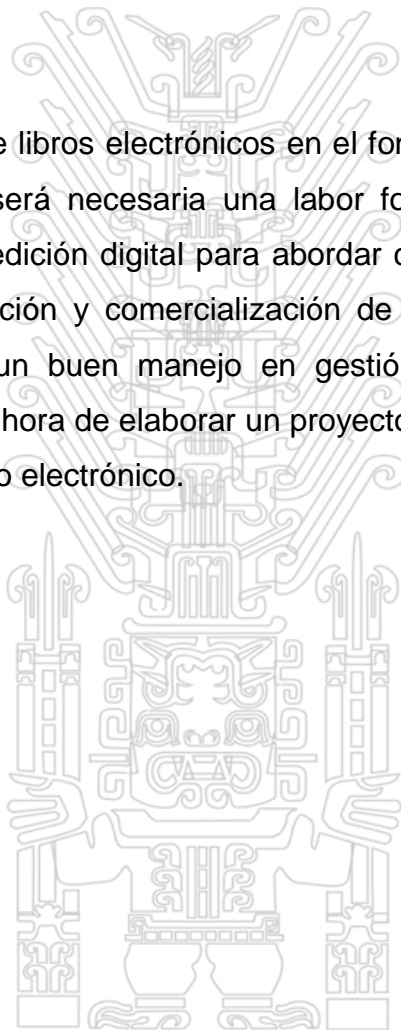 e libros electrónicos en el for
será necesaria una labor fo
edición digital para abordar
ción y comercialización de
un buen manejo en gestió
hora de elaborar un proyecto
o electrónico.